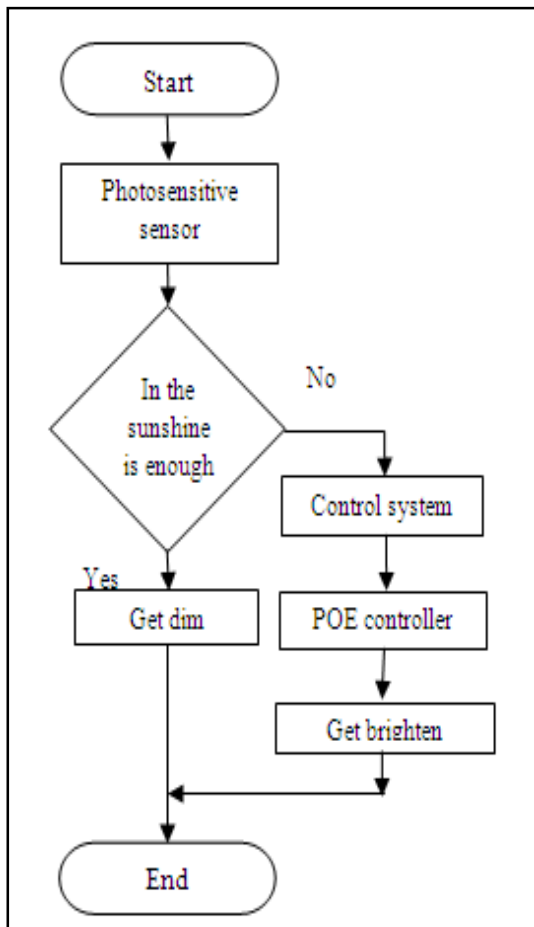 Start
Photosensitive
sensor
In the
sunshine
is enough
No
Control system
Yes
Get dim
POE controller
Get brighten
End